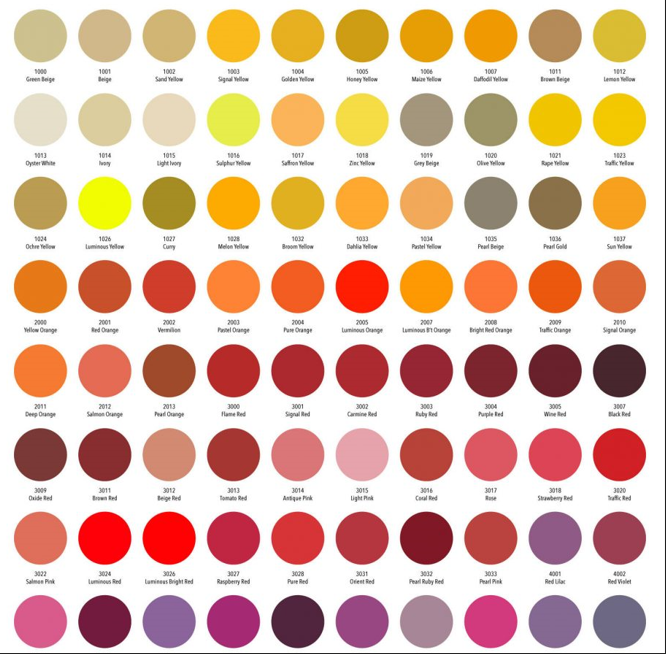 1000 1001 1002 1003 1004 1005 1006 1007 1011 1012
Green Beige Beige Sand Yellow Signal Yellow Golden Yellow Honey Yellow Maize Yellow Daffodil Yellow Brown Beige Lemon Yellow
1013 1014 1015 1016 1017 1018 1019 1020 1021 1023
Oyster White Ivory Light Ivory Sulphur Yellow Saffron Yellow Zinc Yellow Grey Beige Olive Yellow Rape Yellow Traffic Yellow
1024 1026 1027 1028 1032 1033 1034 1035 1036 1037
Ochre Yellow Luminous Yellow Curry Melon Yellow Broom Yellow Dahlia Yellow Pastel Yellow Pearl Beige Pearl Gold Sun Yellow
2000 2001 2002 2003 2004 2005 2007 2008 2009 2010
Yellow Orange Red Orange Vermilion Pastel Orange Pure Orange Luminous Orange Luminous B't Orange Bright Red Orange Traffic Orange Signal Orange
2011 2012 2013 3000 3001 3002 3003 3004 3005 3007
Deep Orange Salmon Orange Pearl Orange Flame Red Signal Red Carmine Red Ruby Red Purple Red Wine Red Black Red
3009 3011 3012 3013 3014 3015 3016 3017 3018 3020
Oxide Red Brown Red Beige Red Tomato Red Antique Pink Light Pink Coral Red Rose Strawberry Red Traffic Red
3022 3024 3026 3027 3028 3031 3032 3033 4001 4002
Salmon Pink Luminous Red Luminous Bright Red Raspberry Red Pure Red Orient Red Pearl Ruby Red Pearl Pink Red Lilac Red Violet